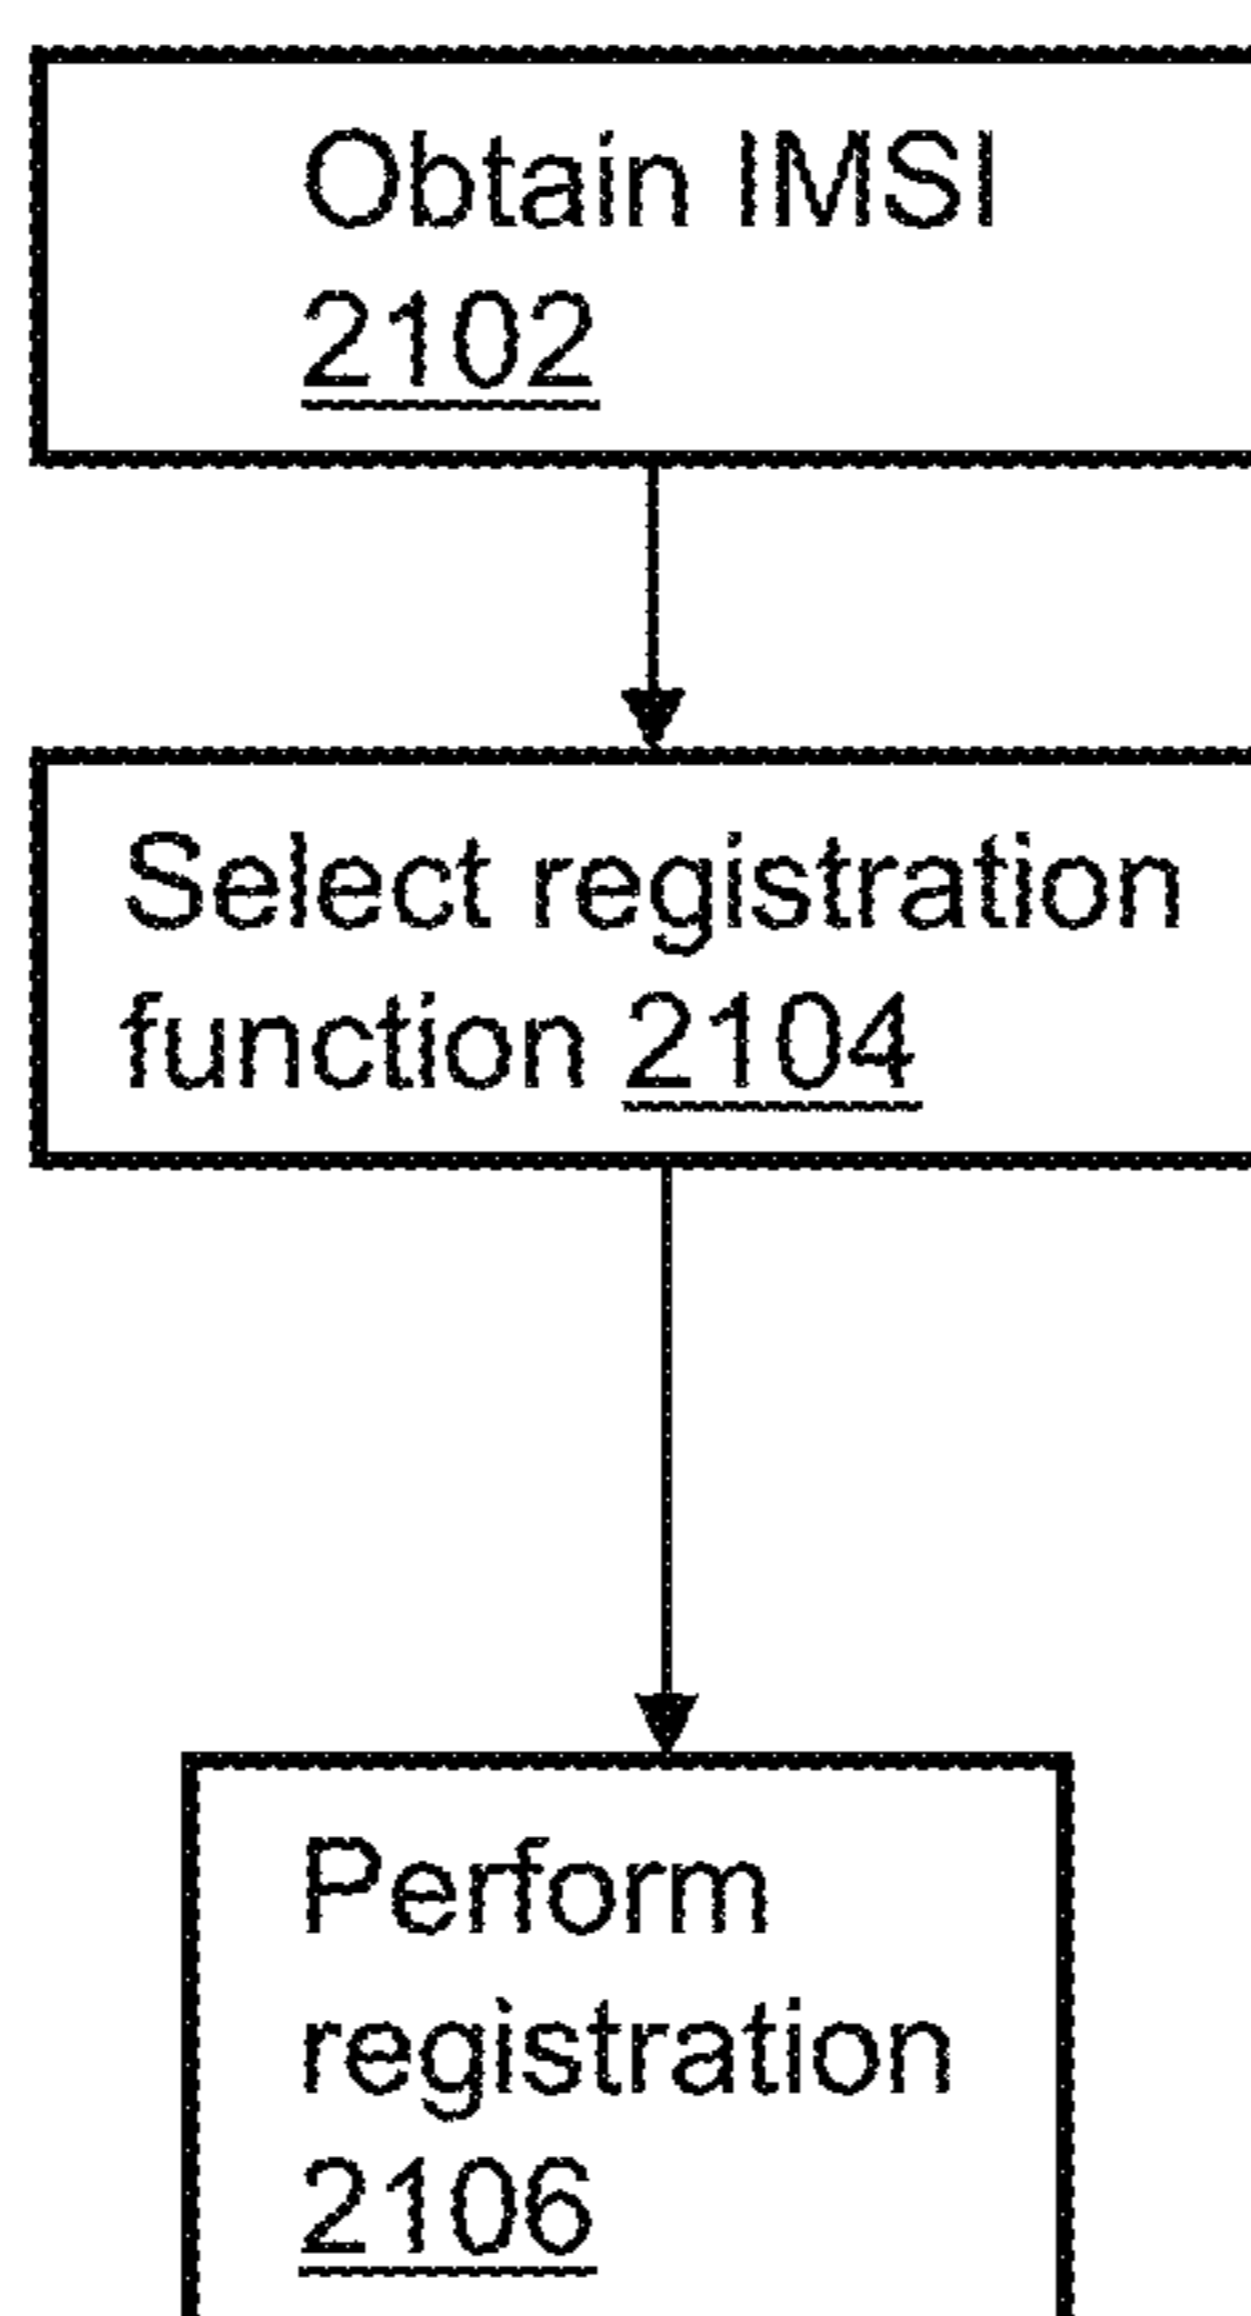 Obtain IMSI
2102
Select registration
function 2104
Perform
registration
2106